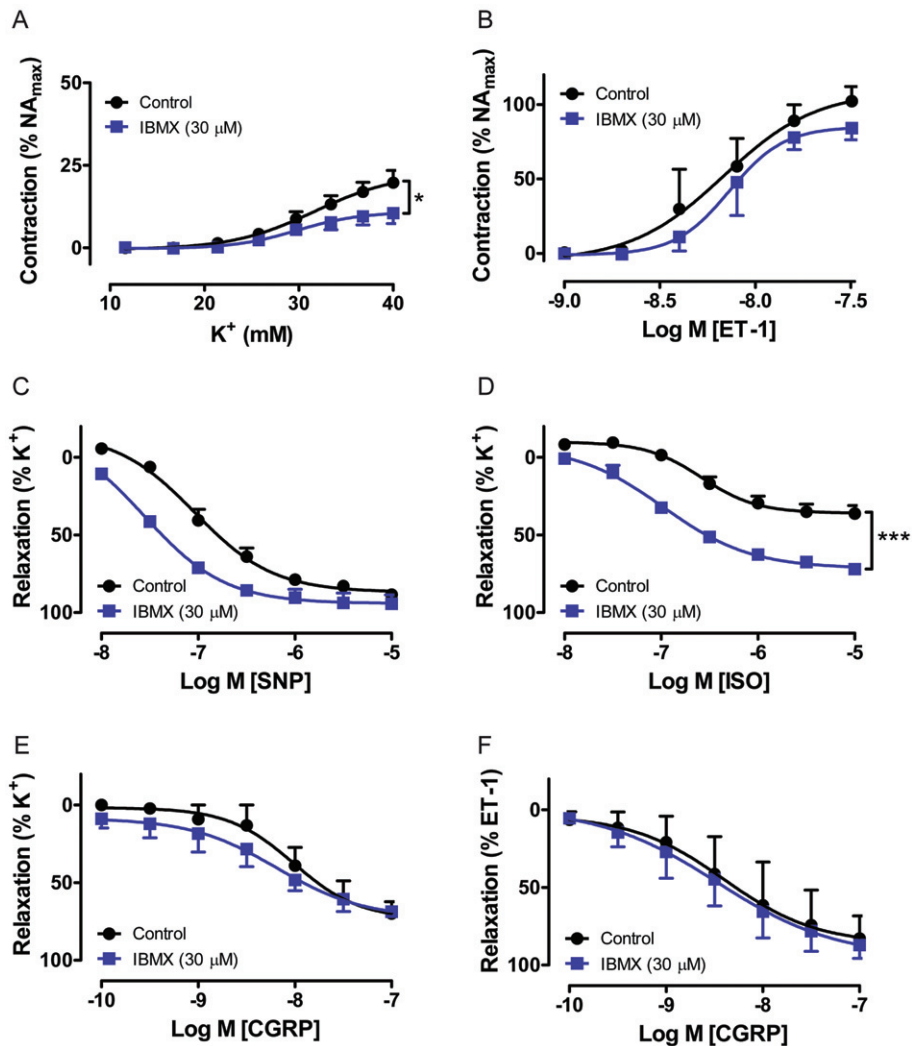 A
Contraction (% NAmax)
50
25
0
Control
IBMX (30 μM)
*
10 20 30 40
K+ (mM)
B
Contraction (% NAmax)
100
50
0
Control
IBMX (30 μM)
-9.0 -8.5 -8.0 -7.5
Log M [ET-1]
C
Relaxation (% K+)
0
50
100
Control
IBMX (30 μM)
-8 -7 -6 -5
Log M [SNP]
D
Relaxation (% K+)
0
50
100
Control
IBMX (30 μM)
***
-8 -7 -6 -5
Log M [ISO]
E
Relaxation (% K+)
0
50
100
Control
IBMX (30 μM)
-10 -9 -8 -7
Log M [CGRP]
F
Relaxation (% ET-1)
0
50
100
Control
IBMX (30 μM)
-10 -9 -8 -7
Log M [CGRP]